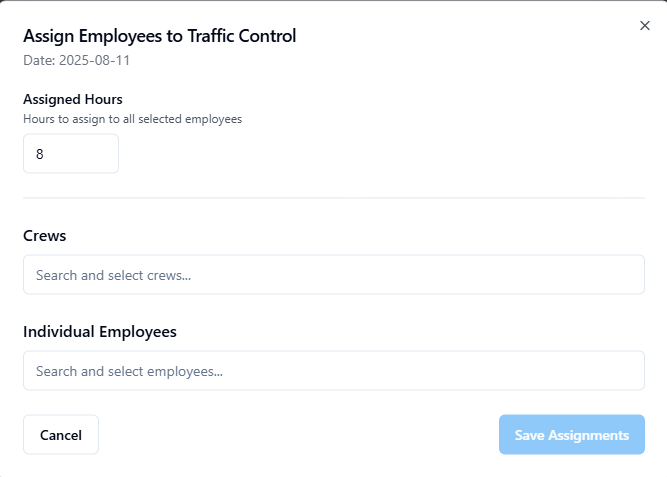 Assign Employees to Traffic Control
Date: 2025-08-11
Assigned Hours
Hours to assign to all selected employees
8
Crews
Search and select crews...
Individual Employees
Search and select employees...
Cancel
Save Assignments